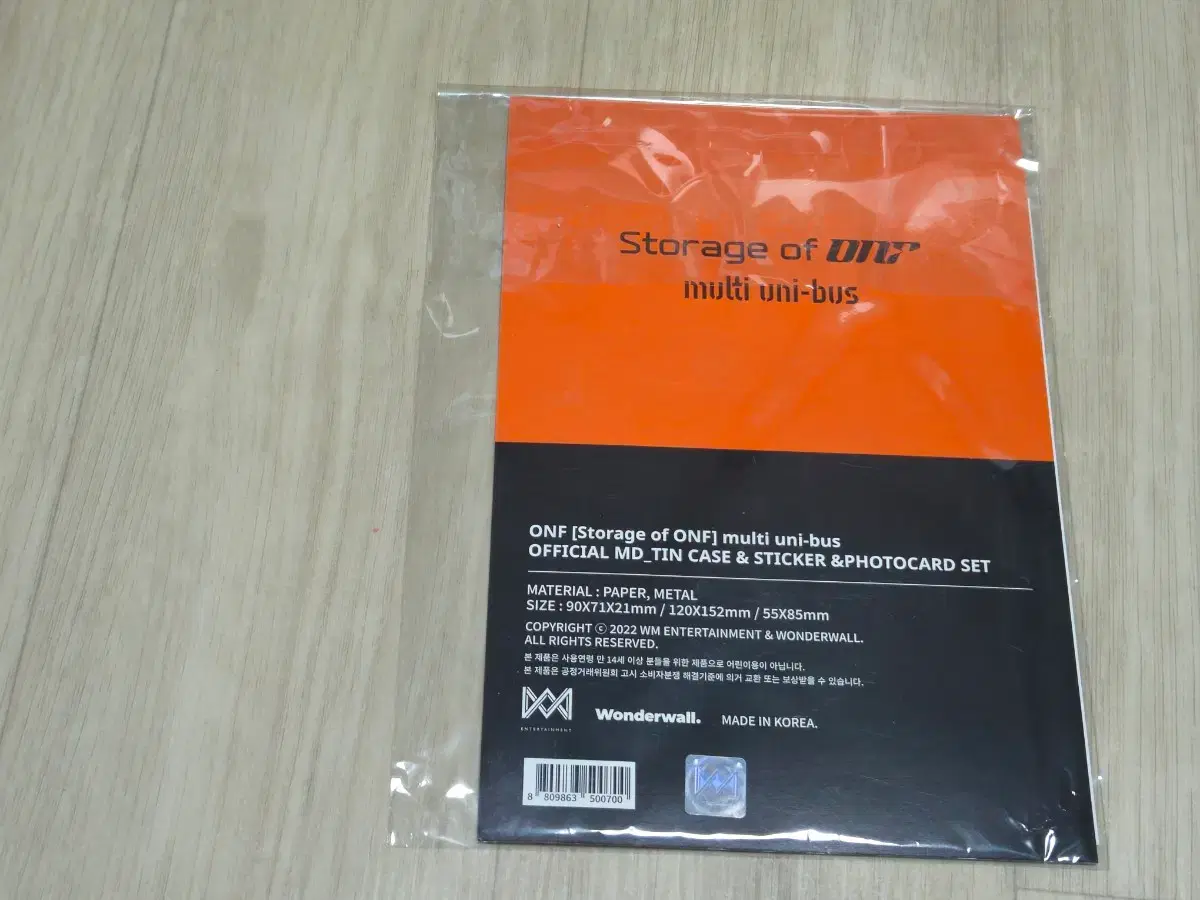 Storage of ONF
multi uni-bus
ONF [Storage of ONF] multi uni-bus
OFFICIAL MD_TIN CASE & STICKER &PHOTOCARD SET
MATERIAL : PAPER, METAL
SIZE : 90X71X21mm / 120X152mm / 55X85mm
COPYRIGHT ⓒ 2022 WM ENTERTAINMENT & WONDERWALL.
ALL RIGHTS RESERVED.
본 제품은 사용연령 만 14세 이상 분들을 위한 제품으로 어린이용이 아닙니다.
본 제품은 공정거래위원회 고시 소비자분쟁 해결기준에 의거 교환 또는 보상받을 수 있습니다.
WM
ENTERTAINMENT
Wonderwall.
MADE IN KOREA.
8 809863 500700